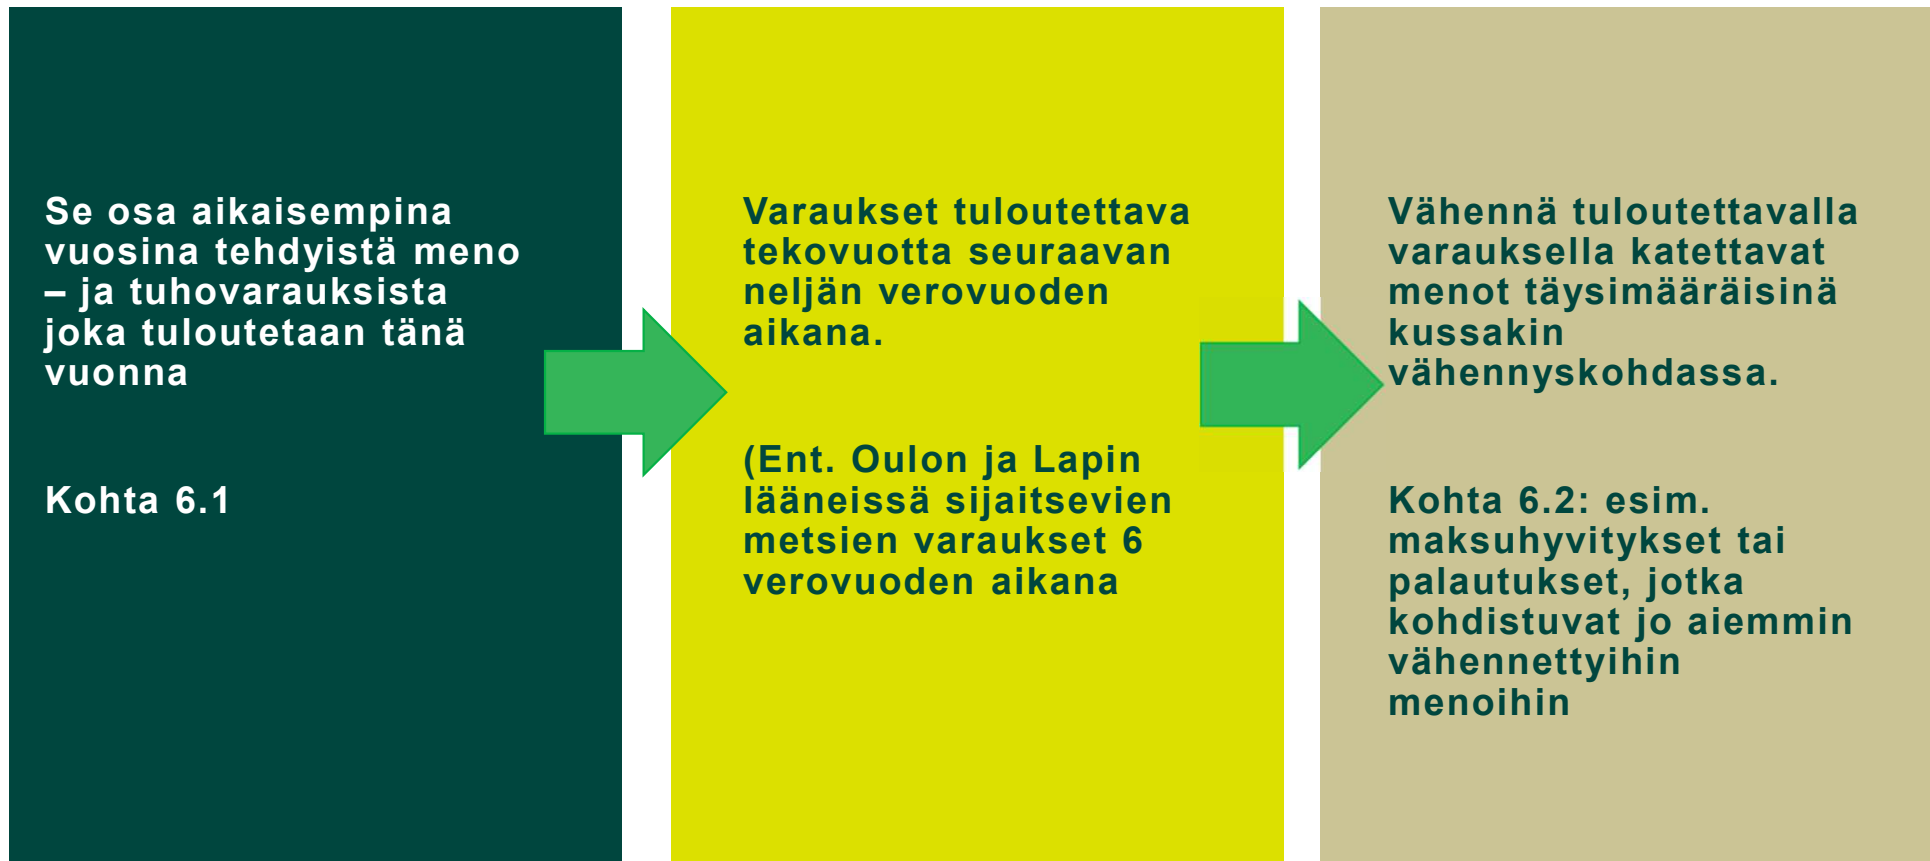 Se osa aikaisempina
vuosina tehdyistä meno
– ja tuhovarauksista
joka tuloutetaan tänä
vuonna
Kohta 6.1
Varaukset tuloutettava
tekovuotta seuraavan
neljän verovuoden
aikana.
(Ent. Oulon ja Lapin
lääneissä sijaitsevien
metsien varaukset 6
verovuoden aikana
Vähennä tuloutettavalla
varauksella katettavat
menot täysimääräisinä
kussakin
vähennyskohdassa.
Kohta 6.2: esim.
maksuhyvitykset tai
palautukset, jotka
kohdistuvat jo aiemmin
vähennettyihin
menoihin